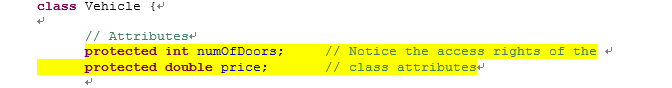 class Vehicle {
// Attributes
protected int numOfDoors; // Notice the access rights of the
protected double price; // class attributes